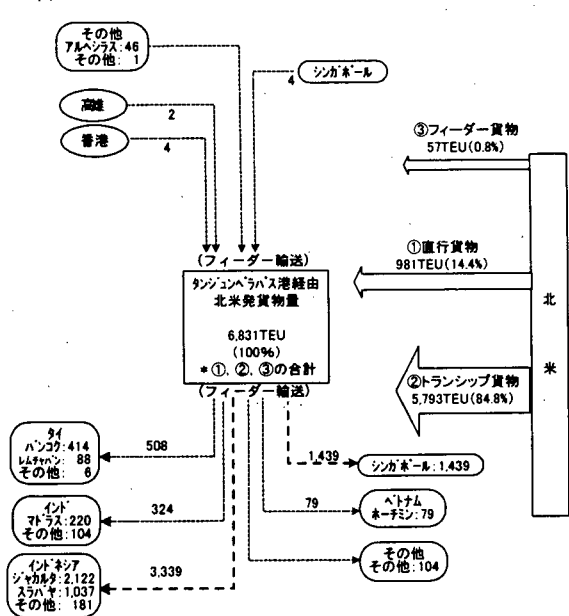 その他
アルヘシラス:46
その他: 1
シンガポール
4
高雄
2
香港
4
③フィーダー貨物
57TEU(0.8%)
(フィーダー輸送)
①直行貨物
981TEU(14.4%)
タンジュンペラパス港経由
北米発貨物量
6,831TEU
(100%)
*①、②、③の合計
(フィーダー輸送)
北
米
②トランシップ貨物
5,793TEU(84.8%)
タイ
バンコク:414
レムチャバン: 88
その他: 6
508
1,439
シンガポール:1,439
インド
マドラス:220
その他:104
324
79
ベトナム
ホーチミン:79
インドネシア
ジャカルタ:2,122
スラバヤ:1,037
その他: 181
3,339
その他
その他:104